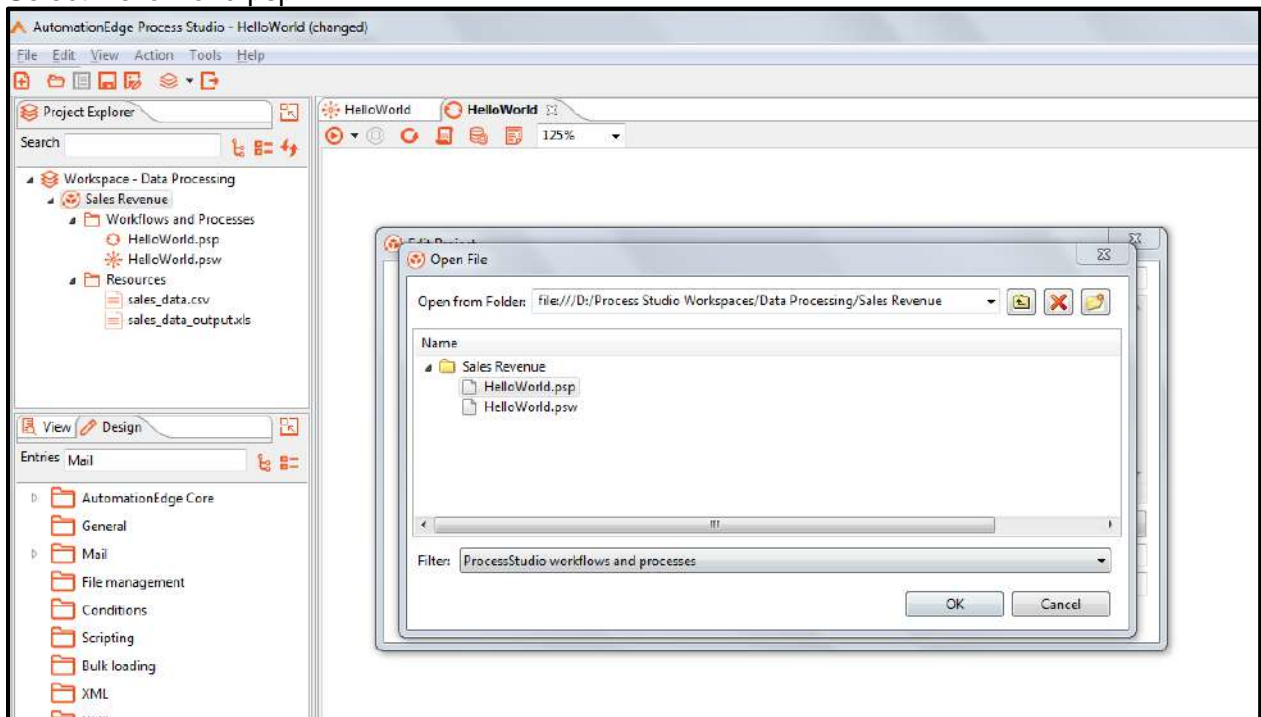 AutomationEdge Process Studio - HelloWorld (changed)
File Edit View Action Tools Help
Project Explorer
HelloWorld
HelloWorld
Search
125%
Workspace - Data Processing
Sales Revenue
Workflows and Processes
HelloWorld.psp
HelloWorld.psw
Resources
sales_data.csv
sales_data_output.xls
Open File
Open from Folder: file:///D:/Process Studio Workspaces/Data Processing/Sales Revenue
Name
Sales Revenue
HelloWorld.psp
HelloWorld.psw
Filter: ProcessStudio workflows and processes
OK Cancel
View Design
Entries Mail
AutomationEdge Core
General
Mail
File management
Conditions
Scripting
Bulk loading
XML